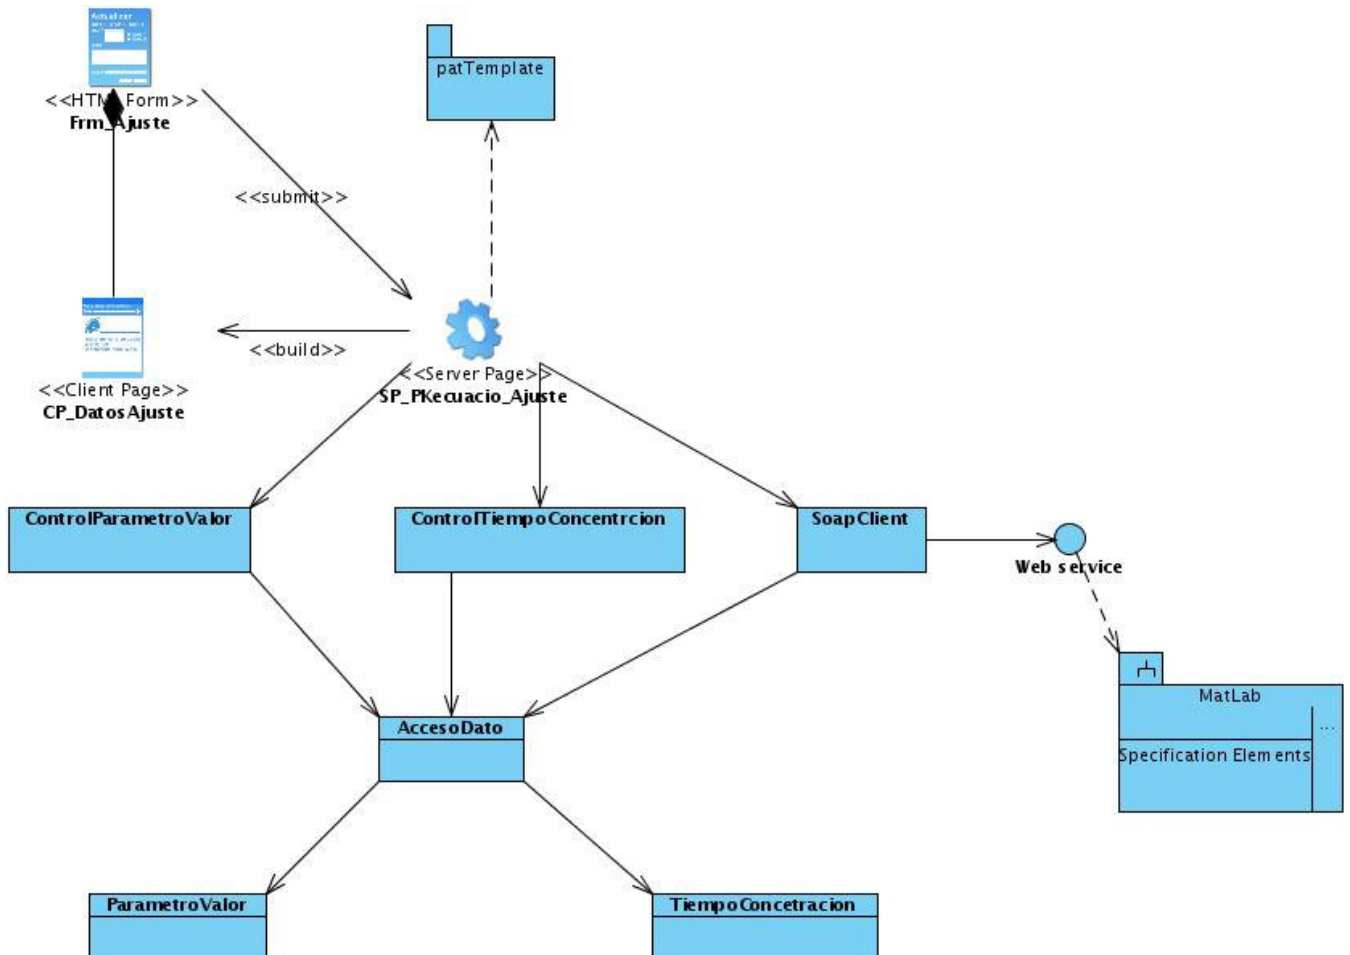 Actualizar
patTemplate
<<HTML Form>>
Frm_Ajuste
<<submit>>
<<build>>
<<Client Page>>
CP_DatosAjuste
<<Server Page>>
SP_PKecuacio_Ajuste
ControlParametroValor
ControlTiempoConcentrcion
SoapClient
Web service
MatLab
...
Specification Elements
AccesoDato
ParametroValor
TiempoConcetracion